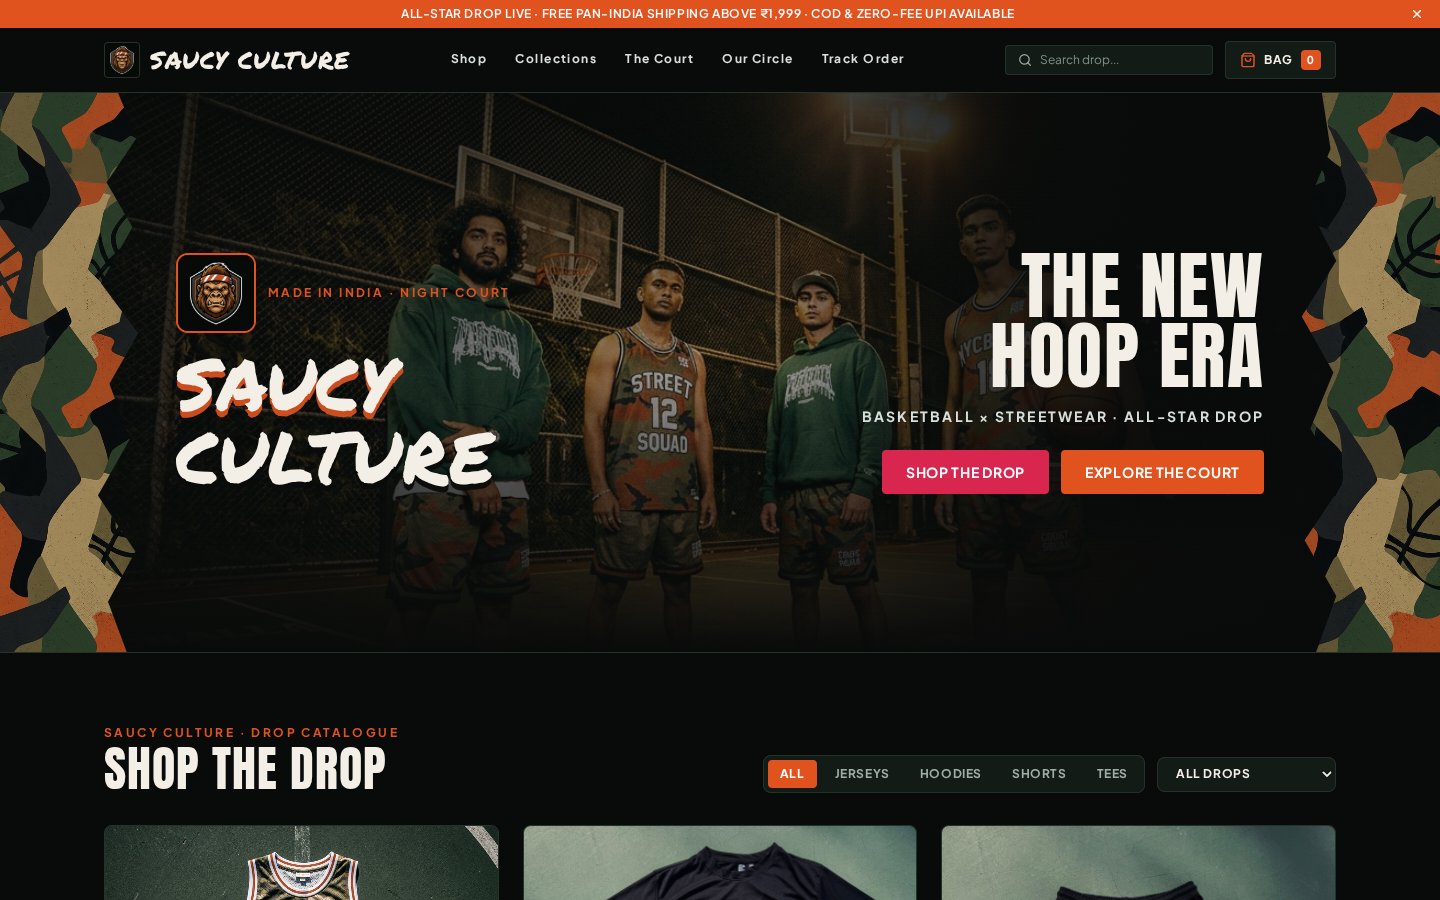 ALL-STAR DROP LIVE · FREE PAN-INDIA SHIPPING ABOVE ₹1,999 · COD & ZERO-FEE UPI AVAILABLE
SAUCY CULTURE
Shop
Collections
The Court
Our Circle
Track Order
Search drop...
BAG 0
MADE IN INDIA · NIGHT COURT
SAUCY
CULTURE
STREET
12
SQUAD
THE NEW
HOOP ERA
BASKETBALL × STREETWEAR · ALL-STAR DROP
SHOP THE DROP
EXPLORE THE COURT
SAUCY CULTURE · DROP CATALOGUE
SHOP THE DROP
ALL
JERSEYS
HOODIES
SHORTS
TEES
ALL DROPS